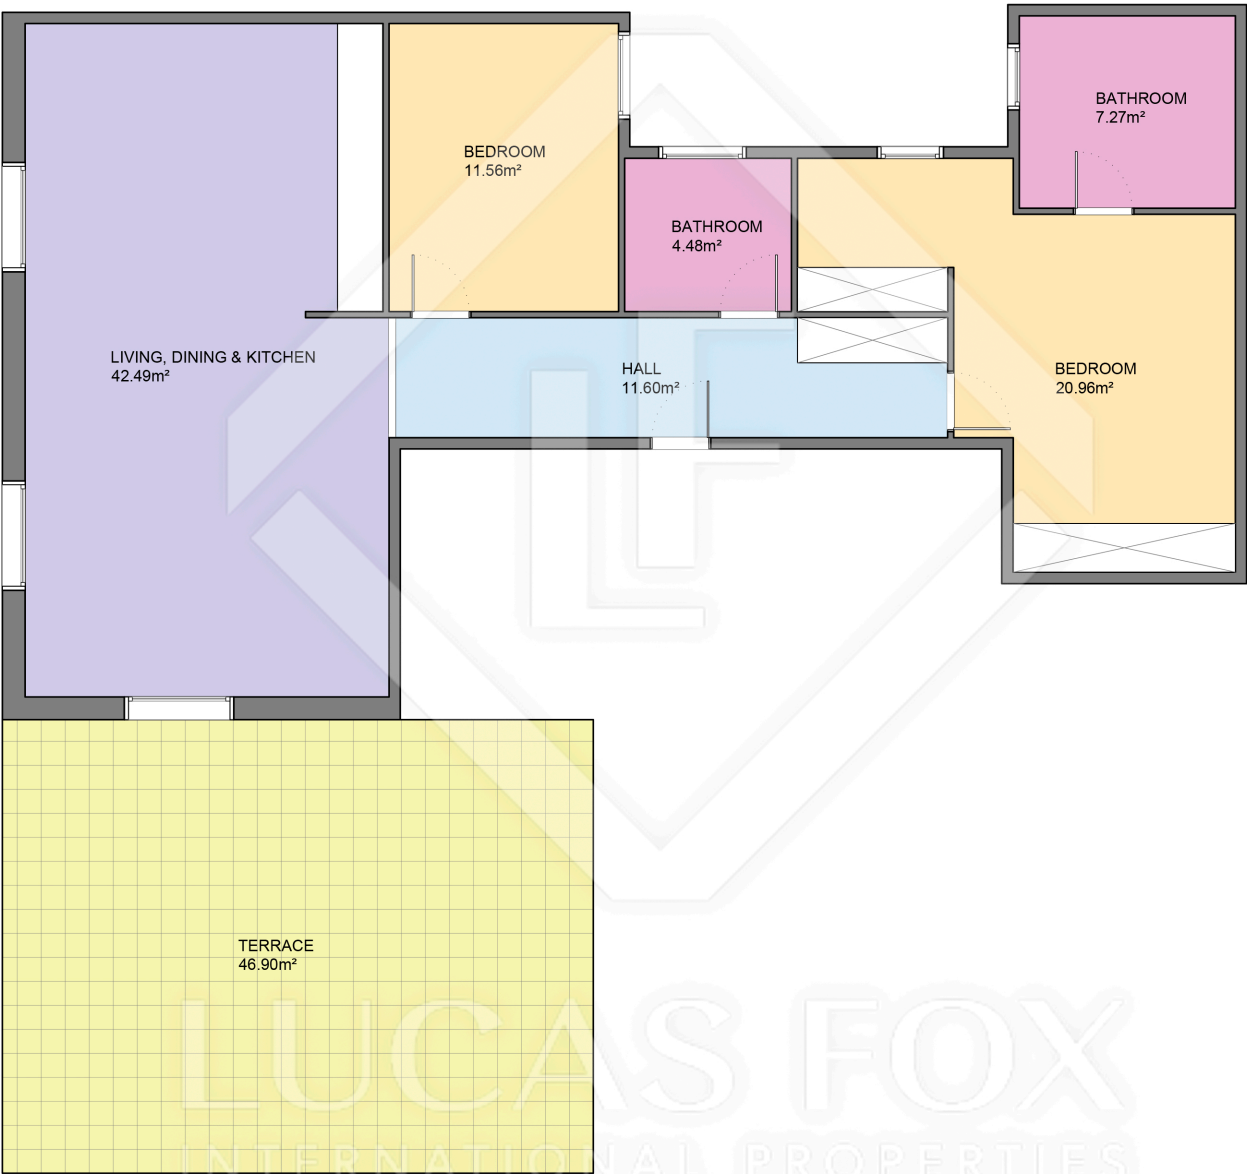 BATHROOM
7.27m²
BEDROOM
11.56m²
BATHROOM
4.48m²
LIVING, DINING & KITCHEN
42.49m²
HALL
11.60m²
BEDROOM
20.96m²
TERRACE
46.90m²
LF
LUCAS FOX
INTERNATIONAL PROPERTIES